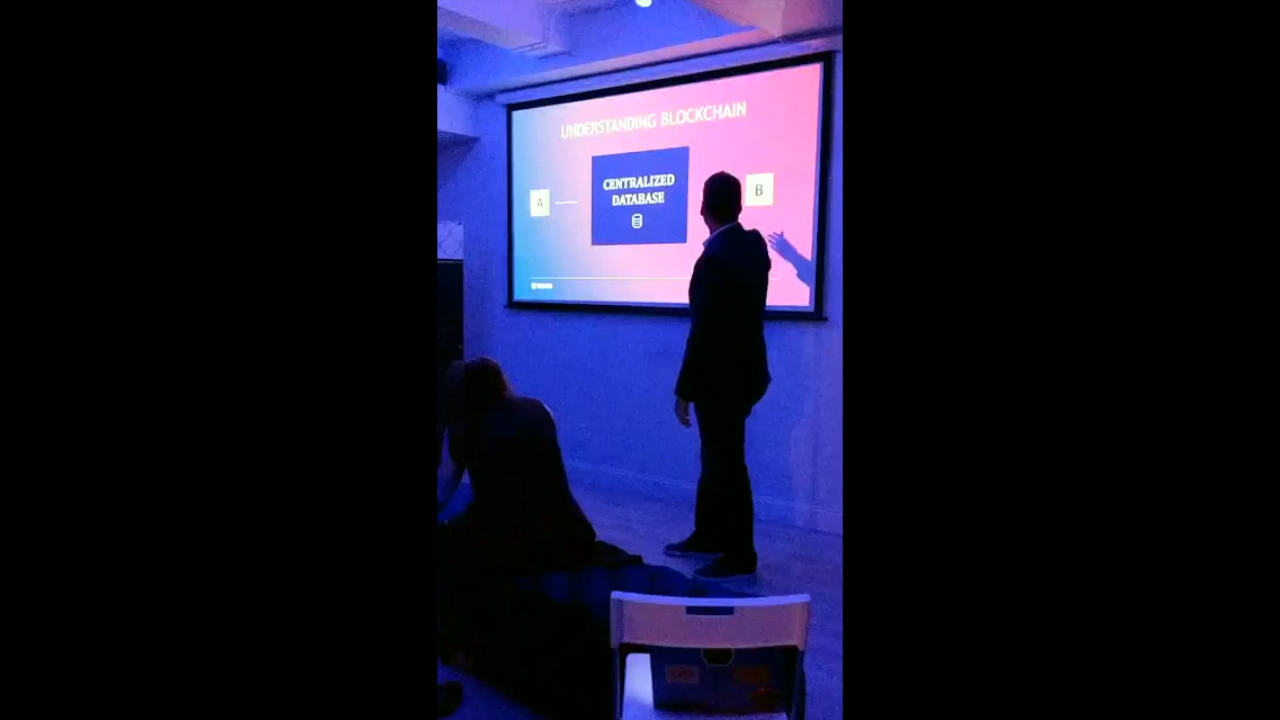 UNDERSTANDING BLOCKCHAIN
CENTRALIZED
DATABASE
A
B